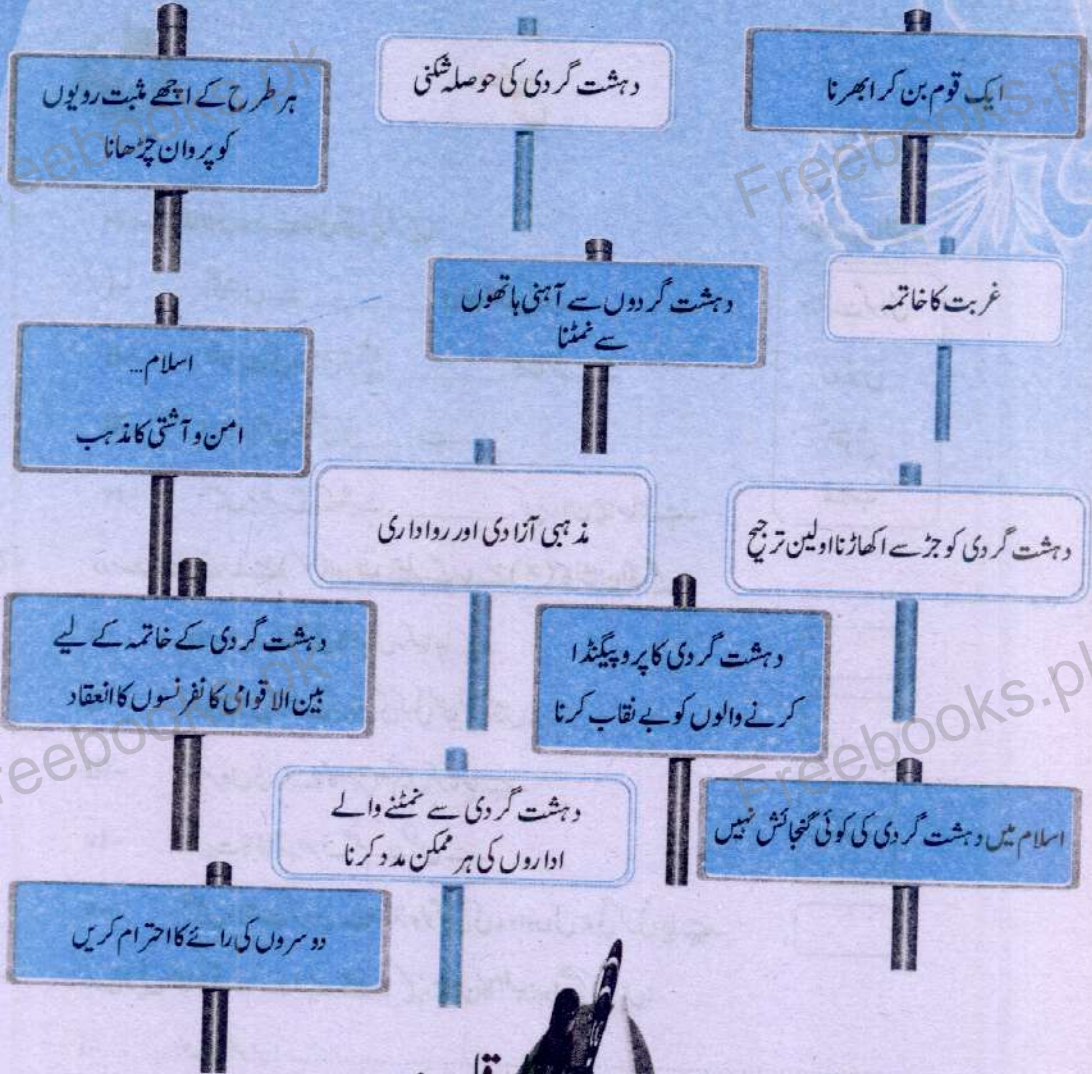 ایک قوم بن کر ابھرنا
دہشت گردی کی حوصلہ شکنی
ہر طرح کے اچھے مثبت رویوں
کو پروان چڑھانا
غربت کا خاتمہ
دہشت گردوں سے آہنی ہاتھوں
سے نمٹنا
اسلام...
امن و آشتی کا مذہب
دہشت گردی کو جڑ سے اکھاڑنا اولین ترجیح
مذہبی آزادی اور رواداری
دہشت گردی کا پروپیگنڈا
کرنے والوں کو بے نقاب کرنا
دہشت گردی کے خاتمہ کے لیے
بین الاقوامی کانفرنسوں کا انعقاد
اسلام میں دہشت گردی کی کوئی گنجائش نہیں
دہشت گردی سے نمٹنے والے
اداروں کی ہر ممکن مدد کرنا
دوسروں کی رائے کا احترام کریں
Freebooks.pk